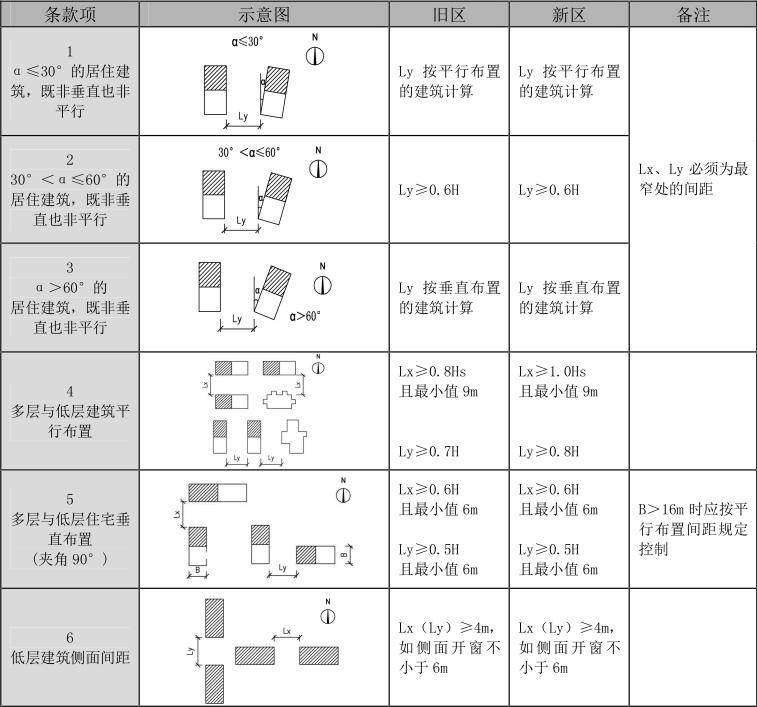 条款项 示意图 旧区 新区 备注
1
α≤30°的居住建
筑，既非垂直也非
平行
α≤30°
N
α
Ly
Ly 按平行布置
的建筑计算
Ly 按平行布置
的建筑计算
Lx、Ly 必须为最
窄处的间距
2
30°＜α≤60°的
居住建筑，既非垂
直也非平行
30°＜α≤60°
N
α
Ly
Ly≥0.6H
Ly≥0.6H
3
α＞60°的
居住建筑，既非垂
直也非平行
N
α
Ly
α＞60°
Ly 按垂直布置
的建筑计算
Ly 按垂直布置
的建筑计算
4
多层与低层建筑平
行布置
N
Lx
Lx
Ly
Ly
Lx≥0.8Hs
且最小值 9m
Ly≥0.7H
Lx≥1.0Hs
且最小值 9m
Ly≥0.8H
5
多层与低层住宅垂
直布置
(夹角 90°)
N
Lx
B
Ly
B
Lx≥0.6H
且最小值 6m
Ly≥0.5H
且最小值 6m
Lx≥0.6H
且最小值 6m
Ly≥0.5H
且最小值 6m
B＞16m 时应按平
行布置间距规定
控制
6
低层建筑侧面间距
N
Ly
Lx
Lx（Ly）≥4m，
如侧面开窗不
小于 6m
Lx（Ly）≥4m，
如侧面开窗不
小于 6m